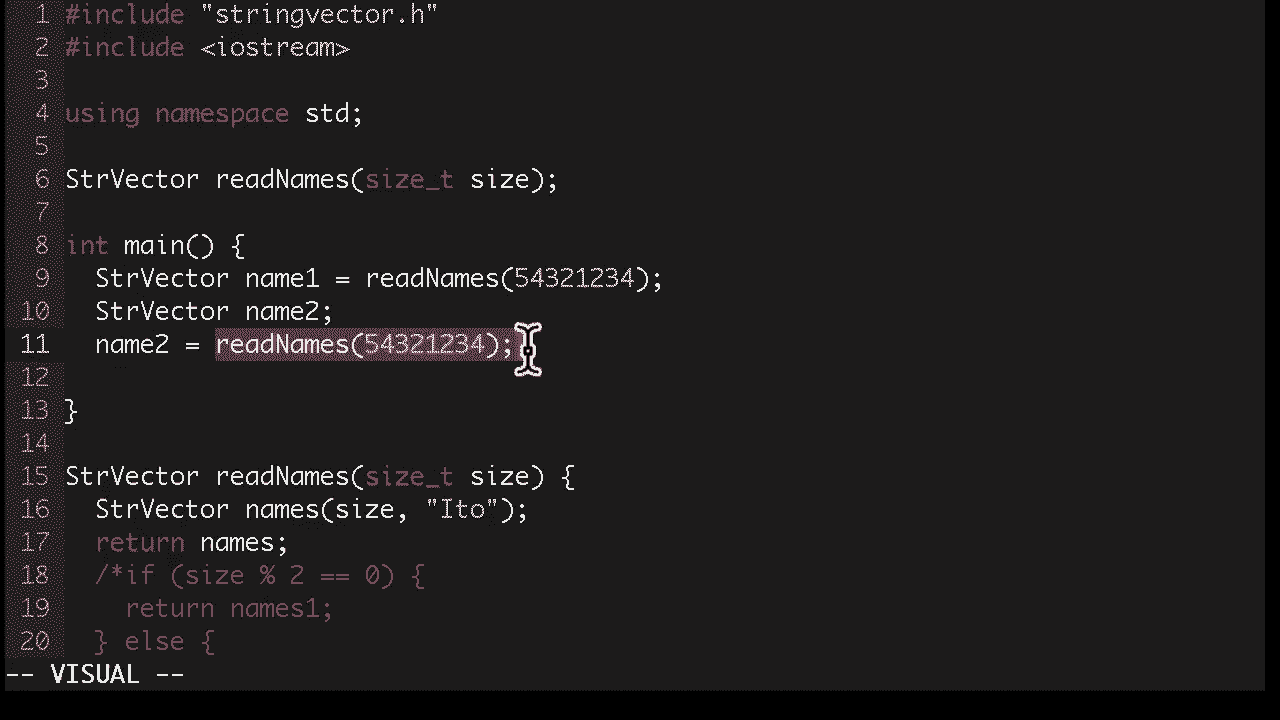 1 #include "stringvector.h"
2 #include <iostream>
3
4 using namespace std;
5
6 StrVector readNames(size_t size);
7
8 int main() {
9   StrVector name1 = readNames(54321234);
10   StrVector name2;
11   name2 = readNames(54321234);
12
13 }
14
15 StrVector readNames(size_t size) {
16   StrVector names(size, "Ito");
17   return names;
18   /*if (size % 2 == 0) {
19     return names1;
20   } else {
-- VISUAL --